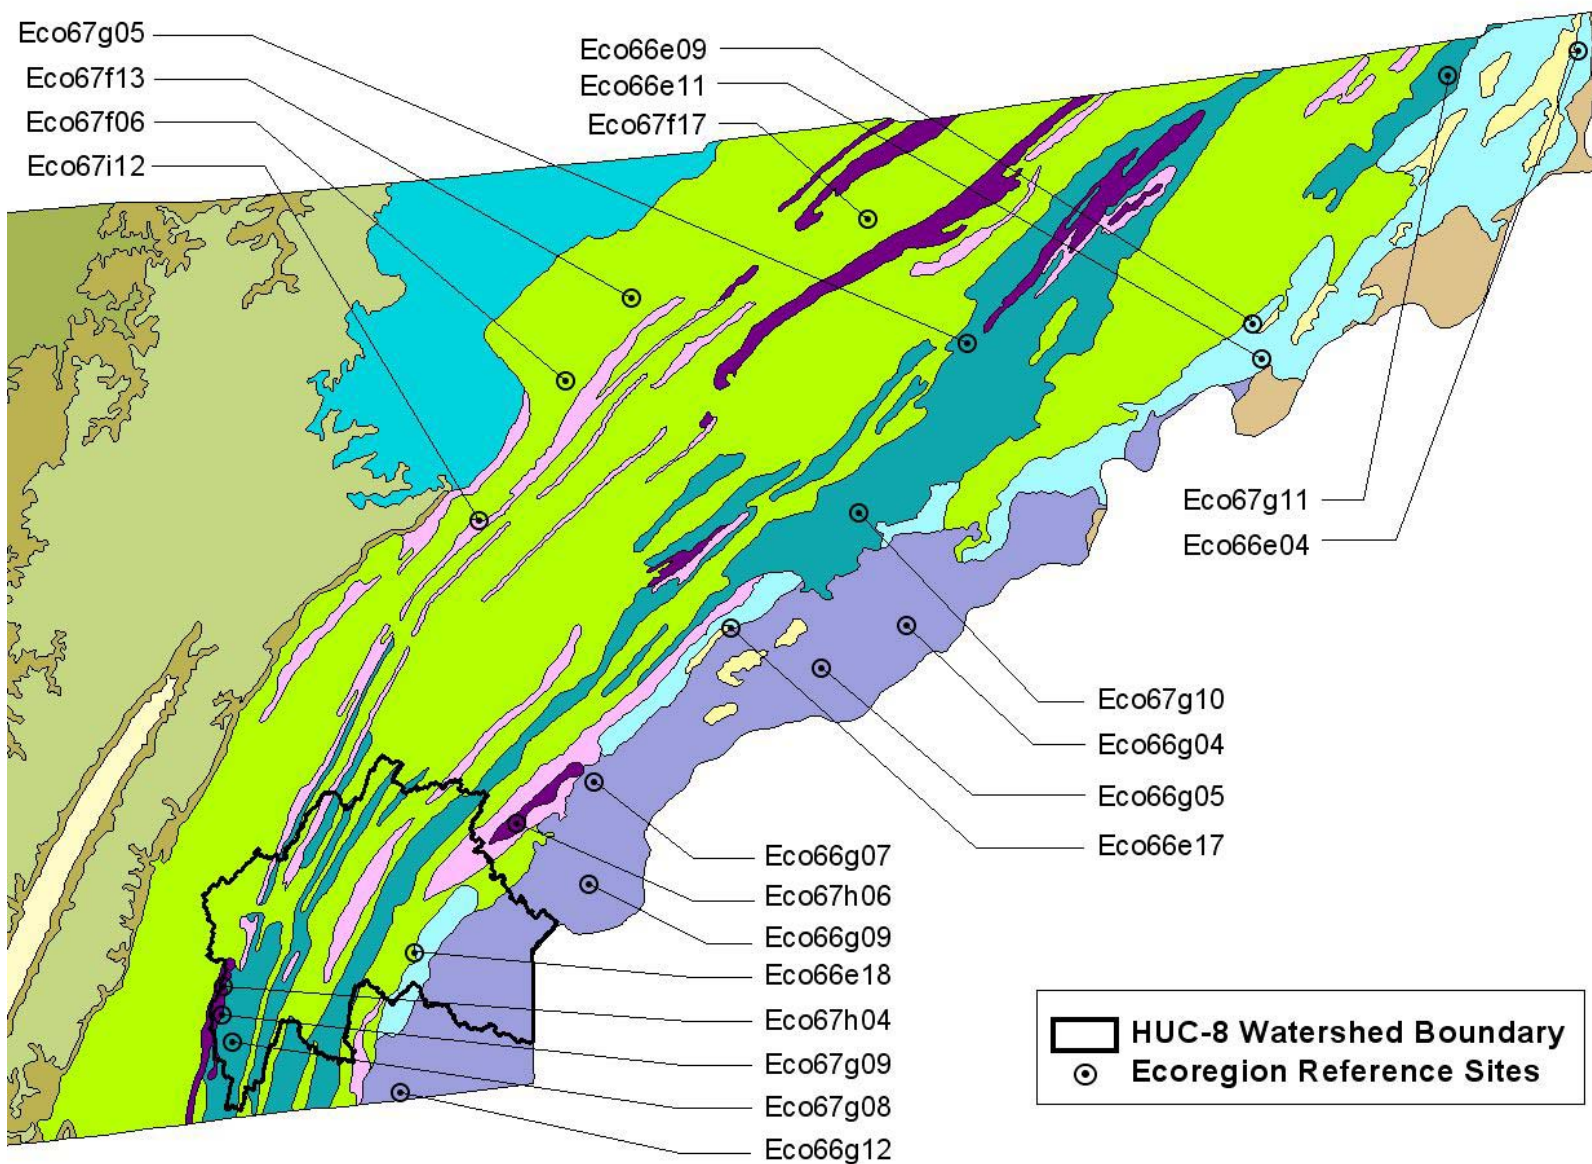 Eco67g05
Eco67f13
Eco67f06
Eco67i12
Eco66e09
Eco66e11
Eco67f17
Eco67g11
Eco66e04
Eco67g10
Eco66g04
Eco66g05
Eco66e17
Eco66g07
Eco67h06
Eco66g09
Eco66e18
Eco67h04
Eco67g09
Eco67g08
Eco66g12
HUC-8 Watershed Boundary
Ecoregion Reference Sites